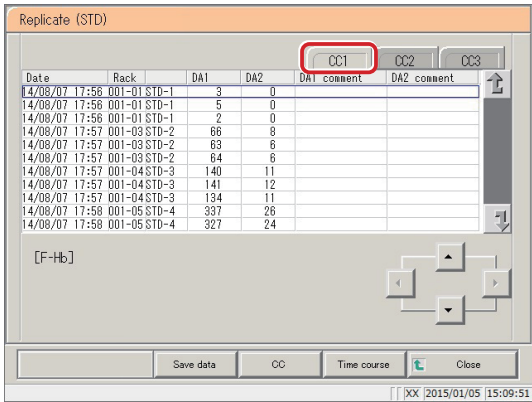 Replicate (STD)
CC1 CC2 CC3
Date Rack DA1 DA2 DA1 comment DA2 comment
14/08/07 17:56 001-01 STD-1 3 0
14/08/07 17:56 001-01 STD-1 5 0
14/08/07 17:56 001-01 STD-1 2 0
14/08/07 17:57 001-03 STD-2 66 8
14/08/07 17:57 001-03 STD-2 63 6
14/08/07 17:57 001-03 STD-2 64 6
14/08/07 17:57 001-04 STD-3 140 11
14/08/07 17:57 001-04 STD-3 141 12
14/08/07 17:57 001-04 STD-3 134 11
14/08/07 17:58 001-05 STD-4 337 26
14/08/07 17:58 001-05 STD-4 327 24
[F-Hb]
Save data CC Time course Close
XX 2015/01/05 15:09:51